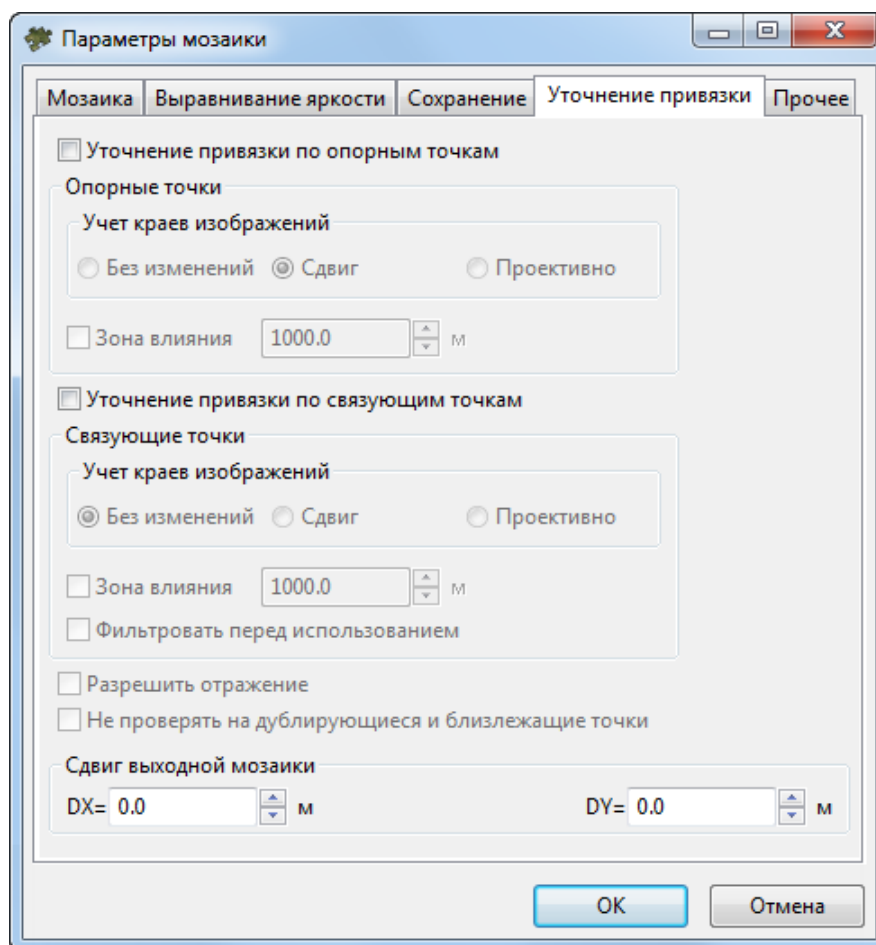 Параметры мозаики
Мозаика Выравнивание яркости Сохранение Уточнение привязки Прочее
Уточнение привязки по опорным точкам
Опорные точки
Учет краев изображений
Без изменений Сдвиг Проективно
Зона влияния 1000.0 м
Уточнение привязки по связующим точкам
Связующие точки
Учет краев изображений
Без изменений Сдвиг Проективно
Зона влияния 1000.0 м
Фильтровать перед использованием
Разрешить отражение
Не проверять на дублирующиеся и близлежащие точки
Сдвиг выходной мозаики
DX= 0.0 м DY= 0.0 м
OK Отмена